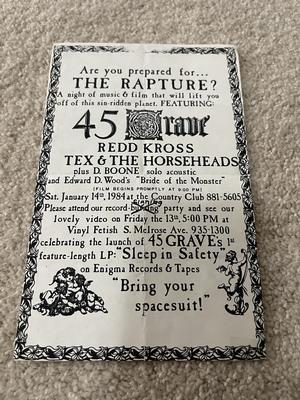 Are you prepared for...
THE RAPTURE?
A night of music & film that will lift you
off of this sin-ridden planet. FEATURING:
45 Grave
REDD KROSS
TEX & THE HORSEHEADS
plus D. BOONE solo acoustic
and Edward D. Wood's "Bride of the Monster"
(FILM BEGINS PROMPTLY AT 9:00 PM)
Sat. January 14th, 1984 at the Country Club 881-5605
Please attend our record- party and see our
lovely video on Friday the 13th, 5:00 PM at
Vinyl Fetish S. Melrose Ave. 935-1300
celebrating the launch of 45 GRAVE's 1st
feature-length LP: "Sleep in Safety"
on Enigma Records & Tapes
"Bring your
spacesuit!"